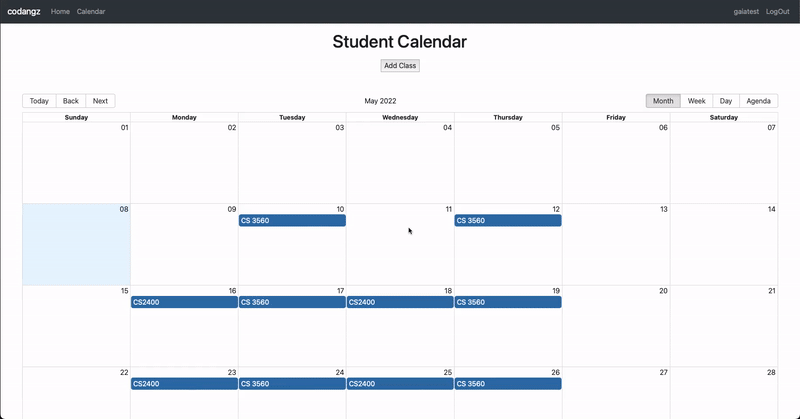 codangz Home Calendar gaiatest LogOut
Student Calendar
Add Class
Today Back Next May 2022 Month Week Day Agenda
Sunday Monday Tuesday Wednesday Thursday Friday Saturday
01 02 03 04 05 06 07
08 09 10 11 12 13 14
CS 3560 CS 3560
15 16 17 18 19 20 21
CS2400 CS 3560 CS2400 CS 3560
22 23 24 25 26 27 28
CS2400 CS 3560 CS2400 CS 3560